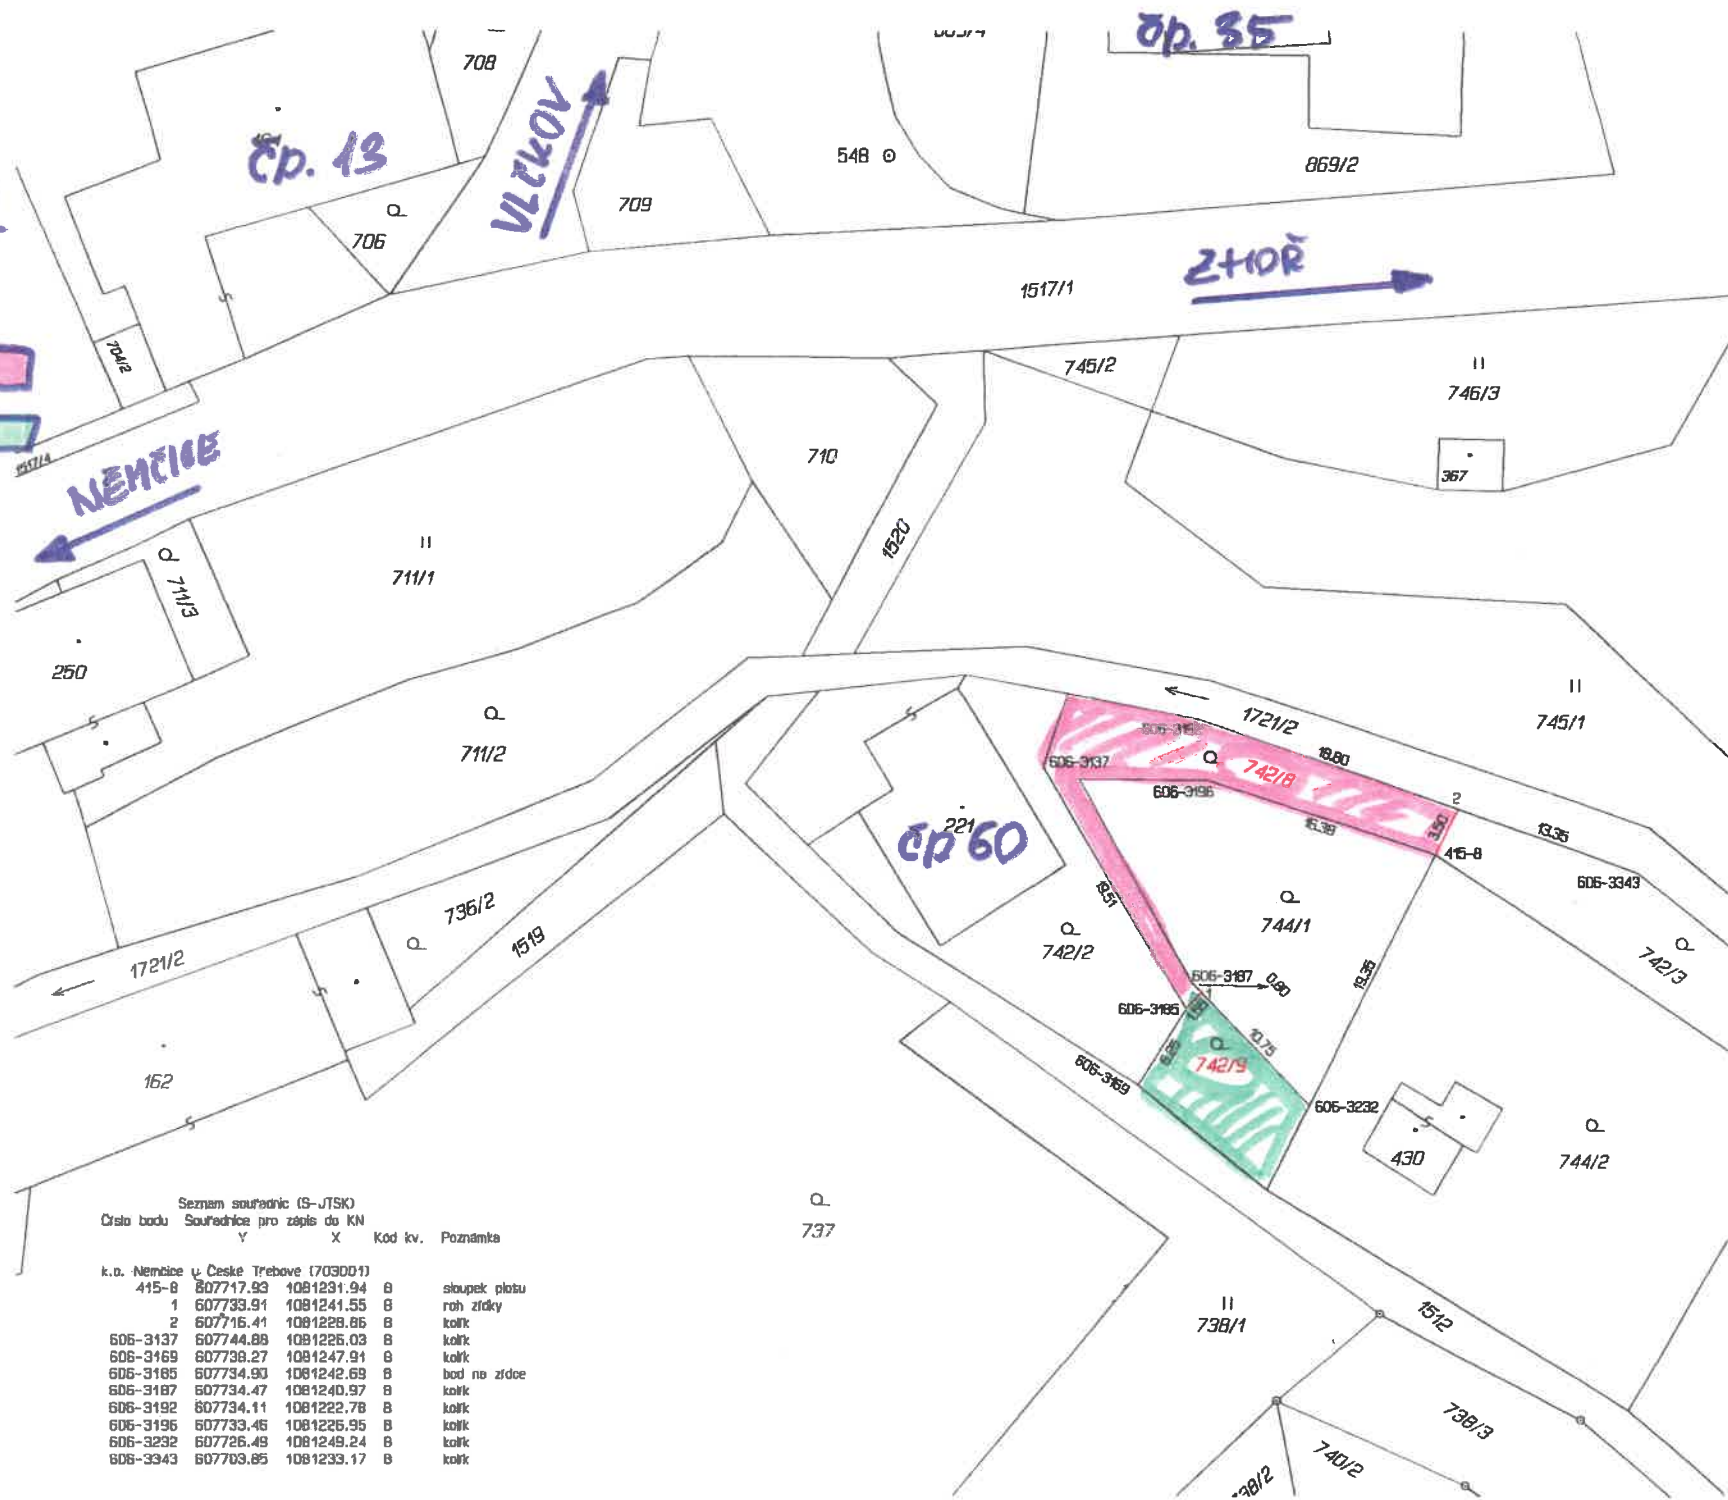 čp. 35
708
čp. 13
VLČKOV
548
869/2
709
706
ZHOŘ
1517/1
704/2
745/2
746/3
367
1517/4
NĚMČICE
710
1520
711/1
711/3
250
745/1
711/2
1721/2
606-3192
18.80
606-3137
742/8
606-3196
2
15.39
3.50
13.35
415-8
221
čp 60
606-3343
19.51
744/1
736/2
742/2
742/3
1519
1721/2
606-3187
0.80
19.35
1
606-3185
10.75
6.25
742/9
606-3169
606-3232
162
430
744/2
737
738/1
1512
738/3
740/2
738/2
Seznam souřadnic (S-JTSK)
Číslo bodu Souřadnice pro zápis do KN
Y X Kód kv. Poznámka
k.ú. Němčice u České Třebové (703001)
415-8 607717.93 1081231.94 8 sloupek plotu
1 607733.91 1081241.55 8 roh zídky
2 607716.41 1081228.86 8 kolík
606-3137 607744.88 1081226.03 8 kolík
606-3169 607738.27 1081247.91 8 kolík
606-3185 607734.90 1081242.69 8 bod na zídce
606-3187 607734.47 1081240.97 8 kolík
606-3192 607734.11 1081222.78 8 kolík
606-3196 607733.46 1081226.95 8 kolík
606-3232 607726.49 1081249.24 8 kolík
606-3343 607703.85 1081233.17 8 kolík